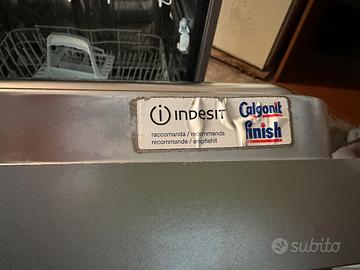 INDESIT
raccomanda / recommends
recommande / empfiehlt
Calgonit
finish
subito